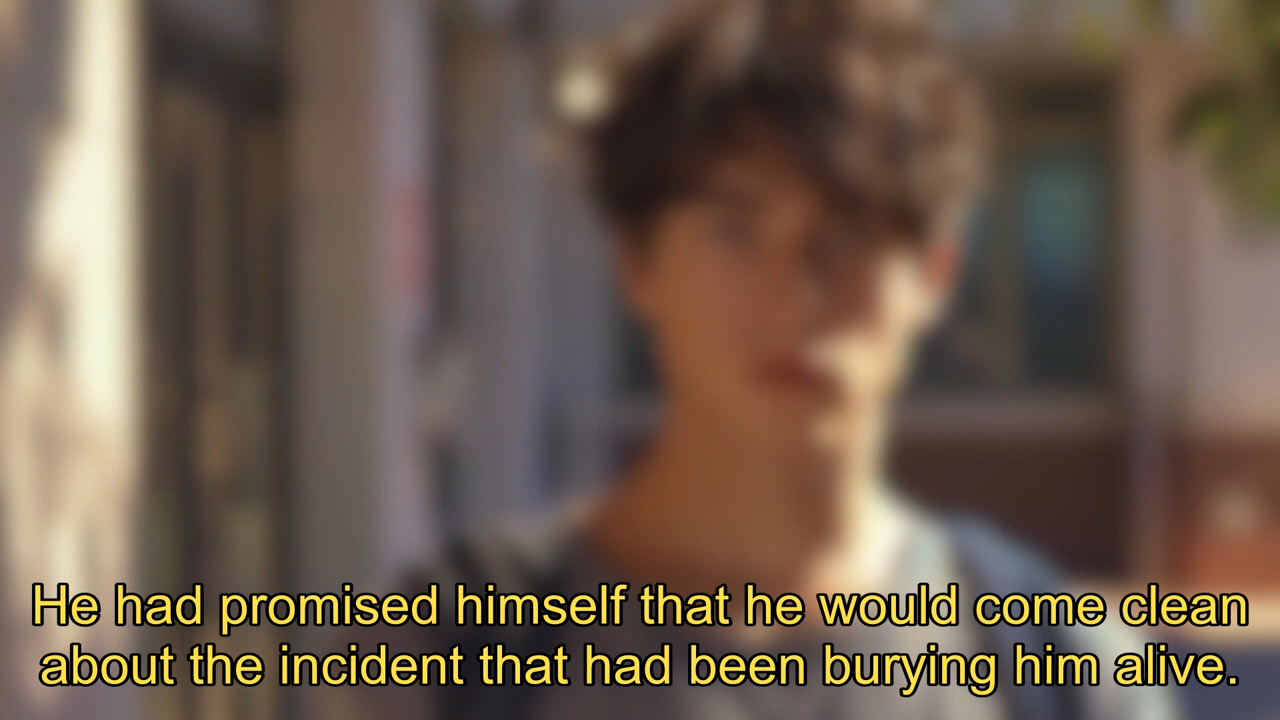 He had promised himself that he would come clean
about the incident that had been burying him alive.